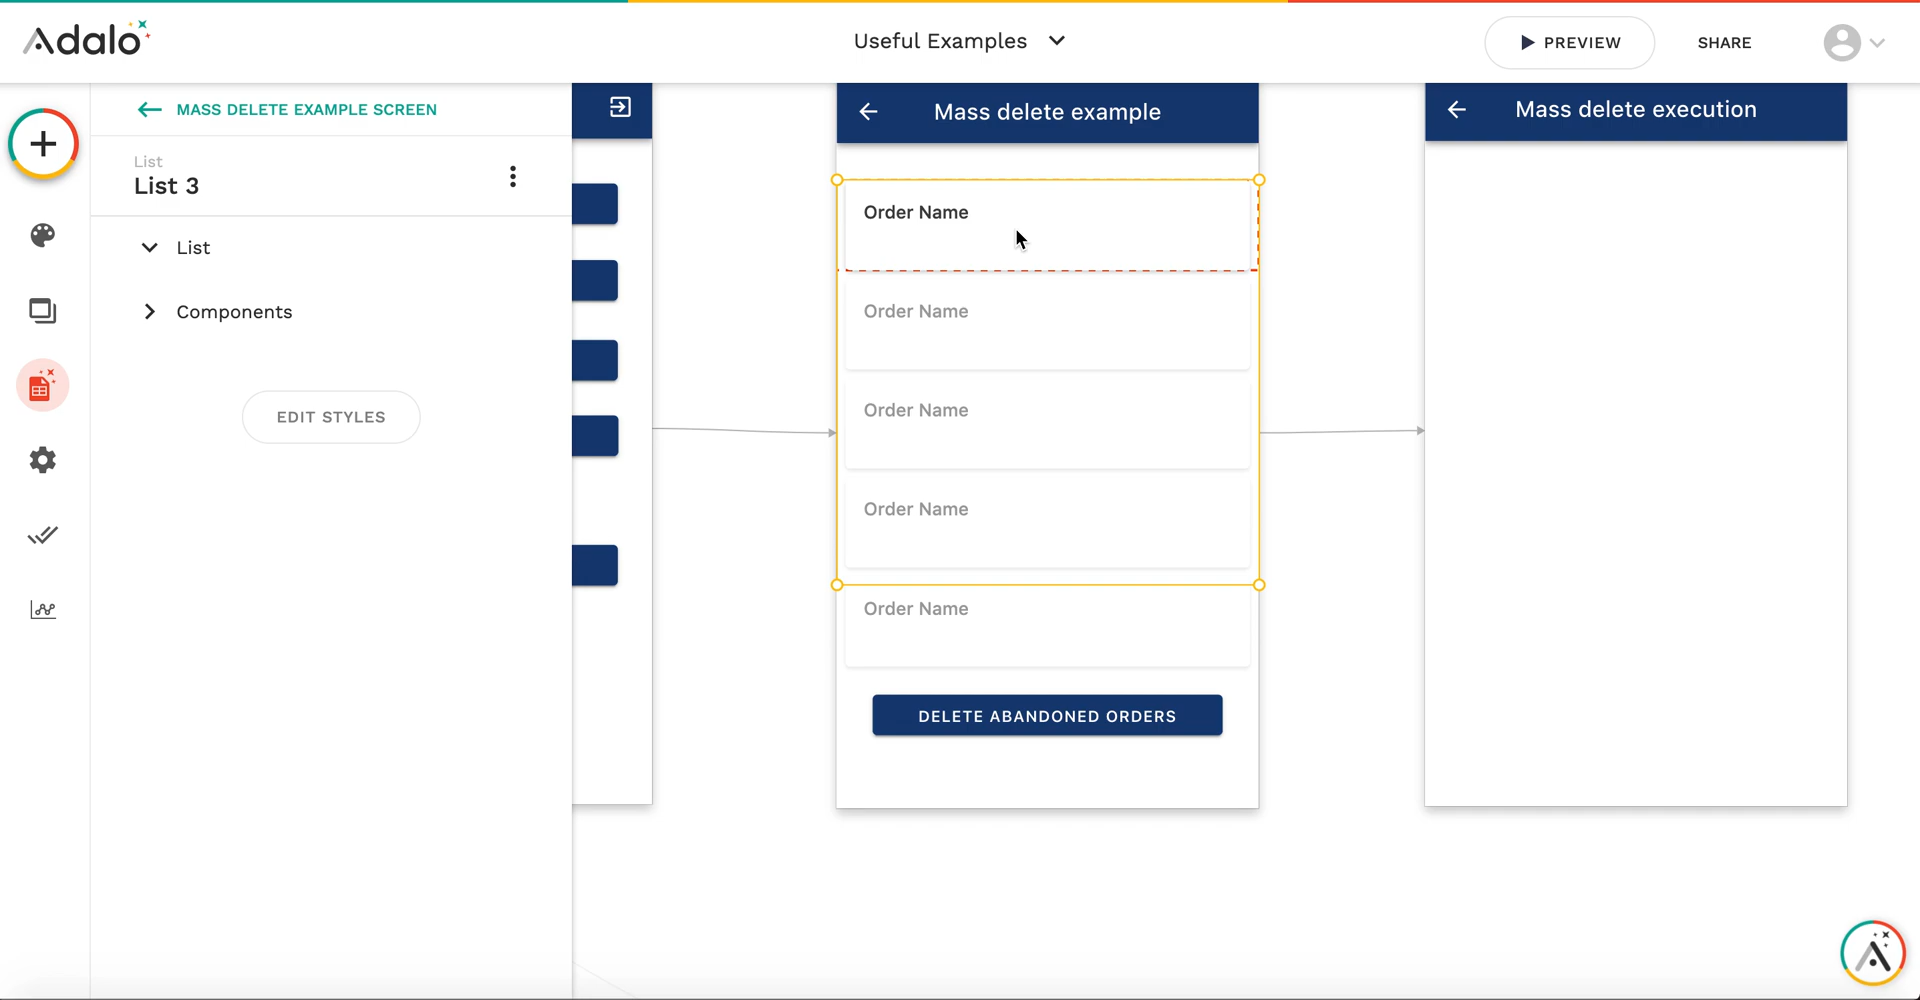 Adalo
Useful Examples
PREVIEW
SHARE
MASS DELETE EXAMPLE SCREEN
List
List 3
List
Components
EDIT STYLES
Mass delete example
Order Name
Order Name
Order Name
Order Name
Order Name
DELETE ABANDONED ORDERS
Mass delete execution